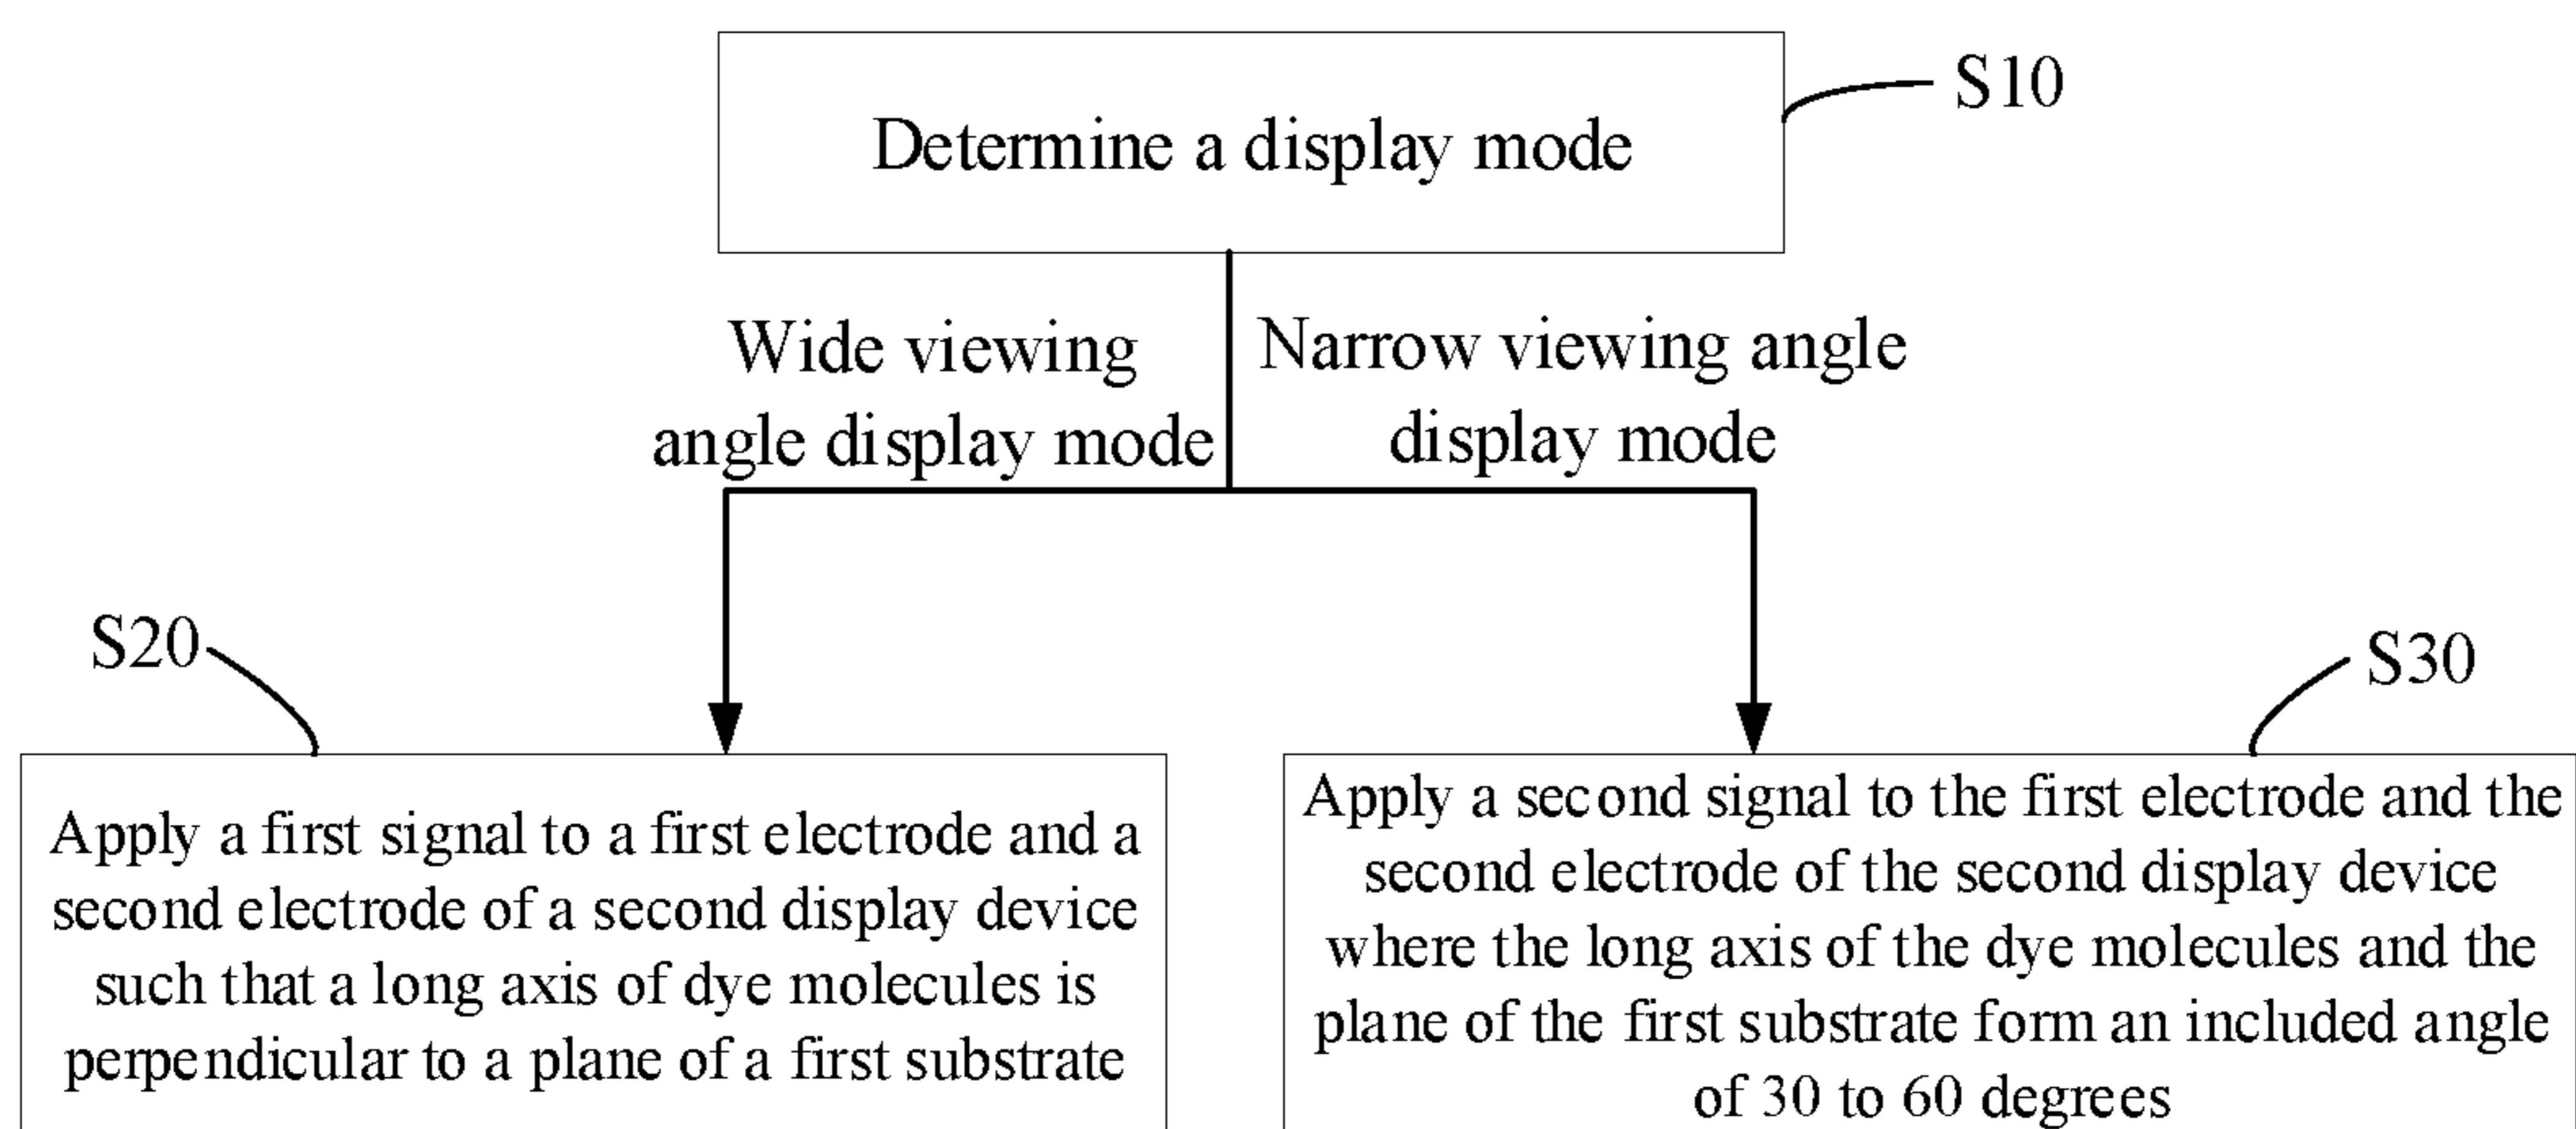 Determine a display mode
S10
Wide viewing
angle display mode
Narrow viewing angle
display mode
S20
S30
Apply a first signal to a first electrode and a
second electrode of a second display device
such that a long axis of dye molecules is
perpendicular to a plane of a first substrate
Apply a second signal to the first electrode and the
second electrode of the second display device
where the long axis of the dye molecules and the
plane of the first substrate form an included angle
of 30 to 60 degrees